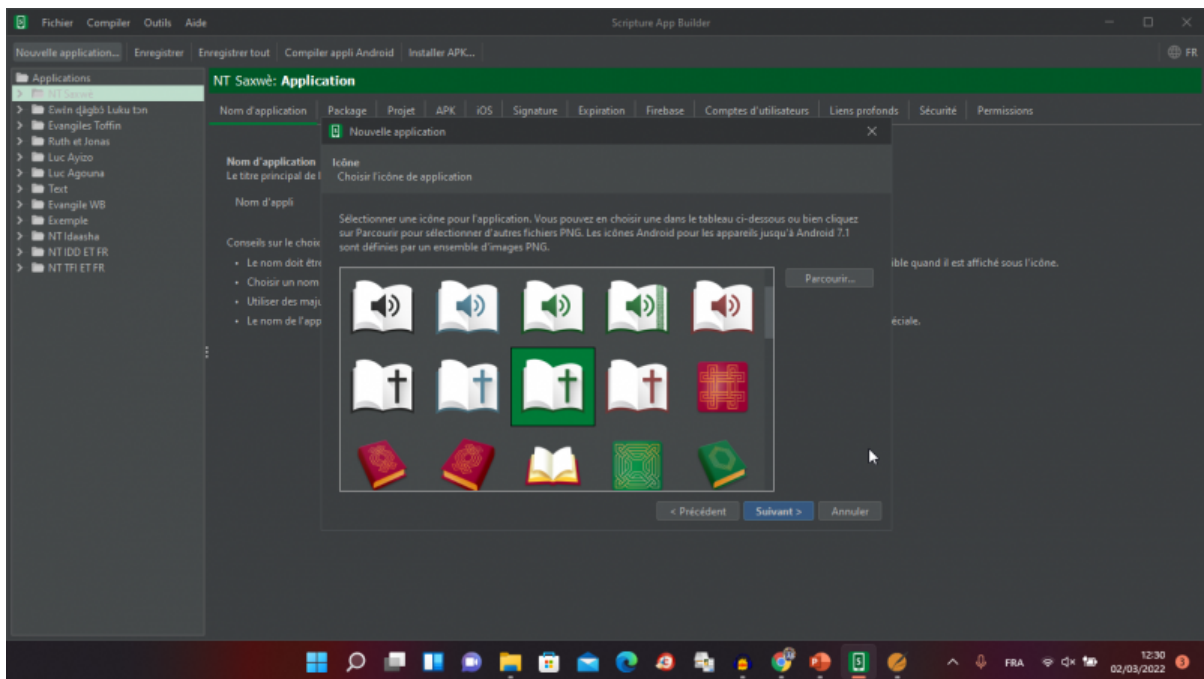 Fichier Compiler Outils Aide
Scripture App Builder
Nouvelle application... Enregistrer Enregistrer tout Compiler appli Android Installer APK...
FR
Applications
NT Saxwè
Ewìn ɖàgbò Luku tɔn
Evangiles Toffin
Ruth et Jonas
Luc Ayizo
Luc Agouna
Text
Evangile WB
Exemple
NT Idaasha
NT IDD ET FR
NT TFI ET FR
NT Saxwè: Application
Nom d'application Package Projet APK iOS Signature Expiration Firebase Comptes d'utilisateurs Liens profonds Sécurité Permissions
Nom d'application
Le titre principal de l
Nom d'appli
Conseils sur le choix
• Le nom doit être
ible quand il est affiché sous l'icône.
• Choisir un nom
• Utiliser des maju
• Le nom de l'app
éciale.
Nouvelle application
Icône
Choisir l'icône de application
Sélectionner une icône pour l'application. Vous pouvez en choisir une dans le tableau ci-dessous ou bien cliquez
sur Parcourir pour sélectionner d'autres fichiers PNG. Les icônes Android pour les appareils jusqu'à Android 7.1
sont définies par un ensemble d'images PNG.
Parcourir...
< Précédent Suivant > Annuler
FRA
12:30
02/03/2022